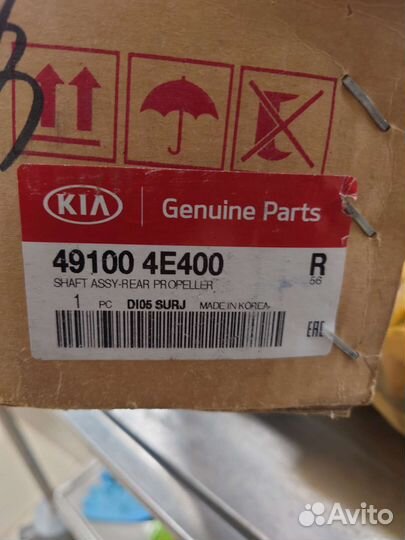 KIA
Genuine Parts
49100 4E400 R
SHAFT ASSY-REAR PROPELLER 56
1 PC DI05 SURJ MADE IN KOREA
EAC
Avito